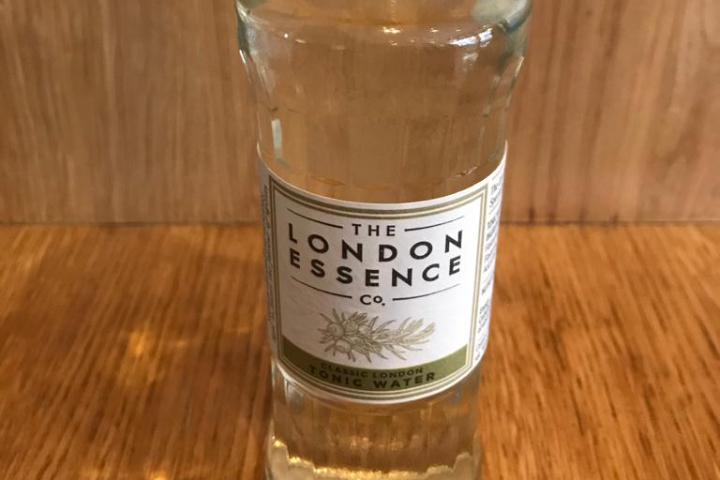 THE
LONDON
ESSENCE
Co.
CLASSIC LONDON
TONIC WATER